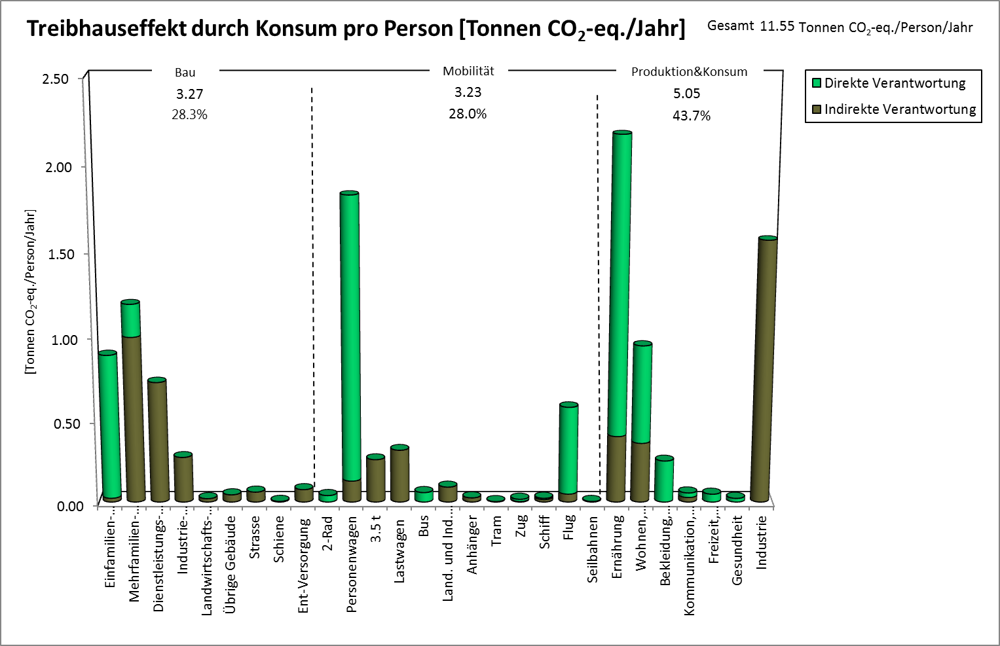 Treibhauseffekt durch Konsum pro Person [Tonnen CO₂-eq./Jahr]
Gesamt 11.55 Tonnen CO₂-eq./Person/Jahr
Bau
3.27
28.3%
Mobilität
3.23
28.0%
Produktion&Konsum
5.05
43.7%
Direkte Verantwortung
Indirekte Verantwortung
[Tonnen CO₂-eq./Person/Jahr]
2.50
2.00
1.50
1.00
0.50
0.00
Einfamilien-...
Mehrfamilien-...
Dienstleistungs-...
Industrie-...
Landwirtschafts-...
Übrige Gebäude
Strasse
Schiene
Ent-Versorgung
2-Rad
Personenwagen
3.5 t
Lastwagen
Bus
Land. und Ind....
Anhänger
Tram
Zug
Schiff
Flug
Seilbahnen
Ernährung
Wohnen,...
Bekleidung,...
Kommunikation,...
Freizeit,...
Gesundheit
Industrie